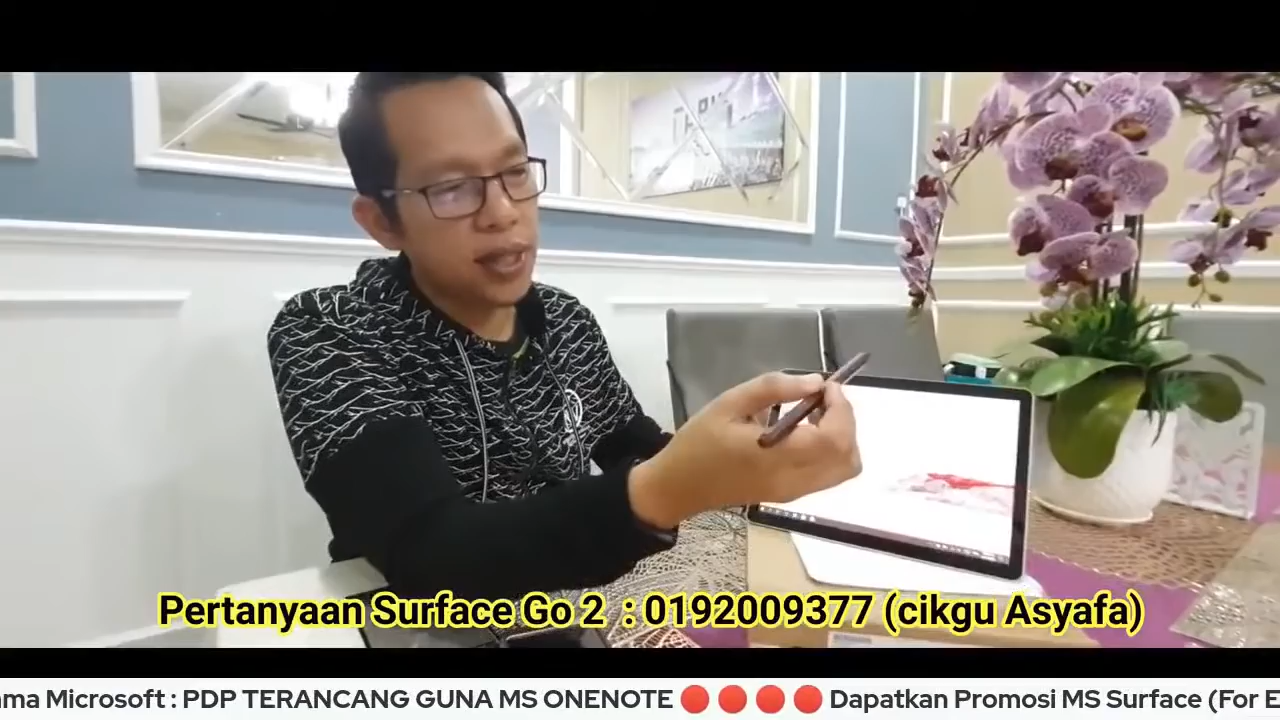 Pertanyaan Surface Go 2 : 0192009377 (cikgu Asyafa)
ama Microsoft : PDP TERANCANG GUNA MS ONENOTE 🔴 🔴 🔴 🔴 Dapatkan Promosi MS Surface (For E